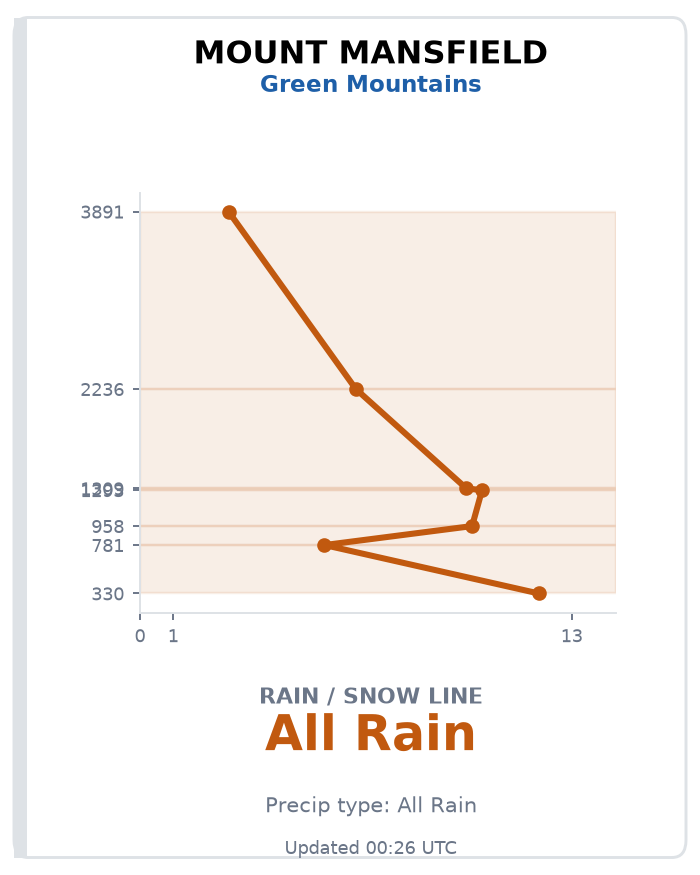 MOUNT MANSFIELD
Green Mountains
3891
2236
958
781
330
0 1 13
RAIN / SNOW LINE
All Rain
Precip type: All Rain
Updated 00:26 UTC